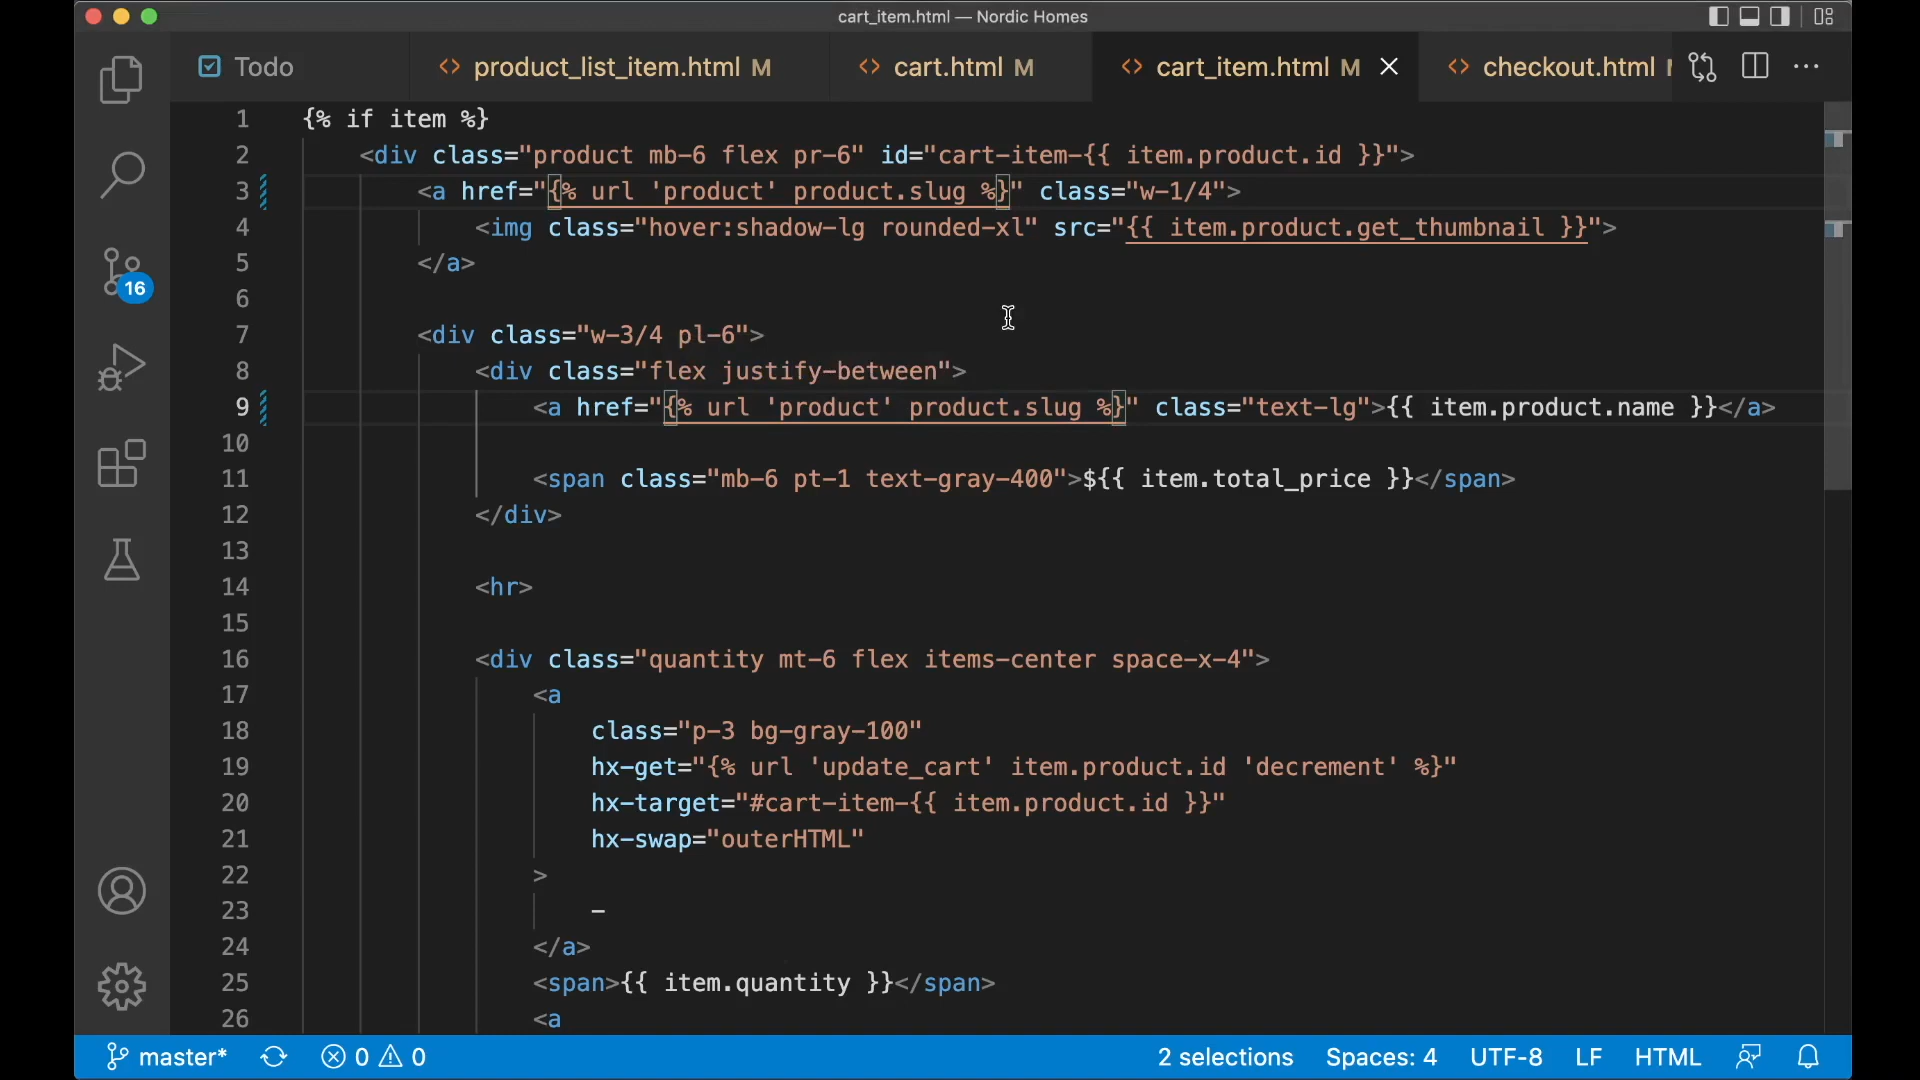 cart_item.html — Nordic Homes
Todo
<> product_list_item.html M
<> cart.html M
<> cart_item.html M
<> checkout.html
1 {% if item %}
2 <div class="product mb-6 flex pr-6" id="cart-item-{{ item.product.id }}">
3 <a href="{% url 'product' product.slug %}" class="w-1/4">
4 <img class="hover:shadow-lg rounded-xl" src="{{ item.product.get_thumbnail }}">
5 </a>
6
7 <div class="w-3/4 pl-6">
8 <div class="flex justify-between">
9 <a href="{% url 'product' product.slug %}" class="text-lg">{{ item.product.name }}</a>
10
11 <span class="mb-6 pt-1 text-gray-400">${{ item.total_price }}</span>
12 </div>
13
14 <hr>
15
16 <div class="quantity mt-6 flex items-center space-x-4">
17 <a
18 class="p-3 bg-gray-100"
19 hx-get="{% url 'update_cart' item.product.id 'decrement' %}"
20 hx-target="#cart-item-{{ item.product.id }}"
21 hx-swap="outerHTML"
22 >
23 -
24 </a>
25 <span>{{ item.quantity }}</span>
26 <a
16
master* 0 0 2 selections Spaces: 4 UTF-8 LF HTML